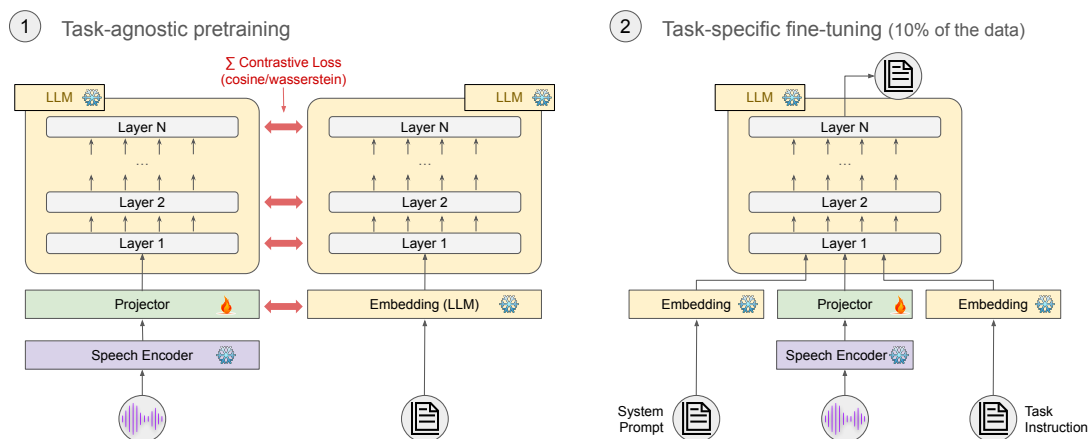 1 Task-agnostic pretraining
∑ Contrastive Loss
(cosine/wasserstein)
LLM
Layer N
...
Layer 2
Layer 1
Projector
Speech Encoder
LLM
Layer N
...
Layer 2
Layer 1
Embedding (LLM)
2 Task-specific fine-tuning (10% of the data)
LLM
Layer N
...
Layer 2
Layer 1
Embedding
Projector
Embedding
Speech Encoder
System
Prompt
Task
Instruction